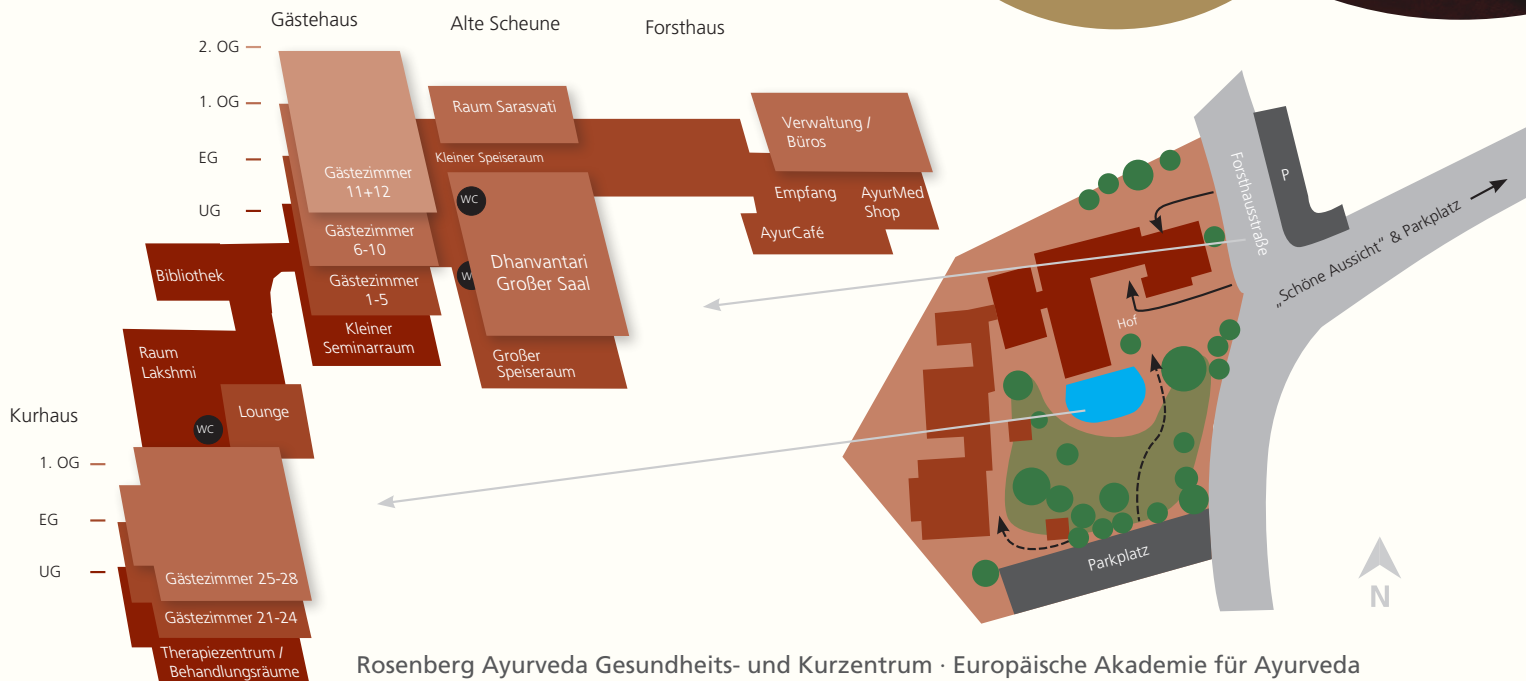 Gästehaus
Alte Scheune
Forsthaus
2. OG
1. OG
EG
UG
Raum Sarasvati
Kleiner Speiseraum
Verwaltung /
Büros
Gästezimmer
11+12
WC
Empfang
AyurMed
Shop
AyurCafé
Gästezimmer
6-10
Bibliothek
Gästezimmer
1-5
W
Dhanvantari
Großer Saal
Kleiner
Seminarraum
Großer
Speiseraum
Raum
Lakshmi
Lounge
WC
Kurhaus
1. OG
EG
UG
Gästezimmer 25-28
Gästezimmer 21-24
Therapiezentrum /
Behandlungsräume
Forsthausstraße
P
„Schöne Aussicht“ & Parkplatz
Hof
Parkplatz
N
Rosenberg Ayurveda Gesundheits- und Kurzentrum · Europäische Akademie für Ayurveda